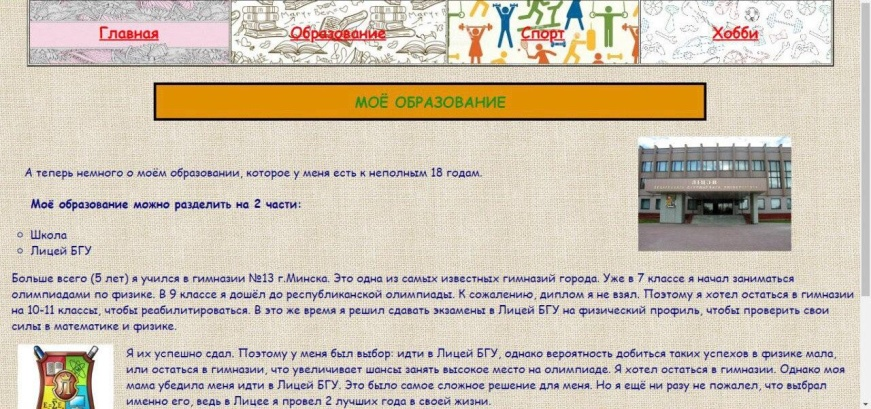 Главная Образование Спорт Хобби
МОЁ ОБРАЗОВАНИЕ
А теперь немного о моём образовании, которое у меня есть к неполным 18 годам.
Моё образование можно разделить на 2 части:
Школа
Лицей БГУ
Больше всего (5 лет) я учился в гимназии №13 г.Минска. Это одна из самых известных гимназий города. Уже в 7 классе я начал заниматься
олимпиадами по физике. В 9 классе я дошёл до республиканской олимпиады. К сожалению, диплом я не взял. Поэтому я хотел остаться в гимназии
на 10-11 классы, чтобы реабилитироваться. В это же время я решил сдавать экзамены в Лицей БГУ на физический профиль, чтобы проверить свои
силы в математике и физике.
Я их успешно сдал. Поэтому у меня был выбор: идти в Лицей БГУ, однако вероятность добиться таких успехов в физике мала,
или остаться в гимназии, что увеличивает шансы занять высокое место на олимпиаде. Я хотел остаться в гимназии. Однако моя
мама убедила меня идти в Лицей БГУ. Это было самое сложное решение для меня. Но я ещё ни разу не пожалел, что выбрал
именно его, ведь в Лицее я провел 2 лучших года в своей жизни.